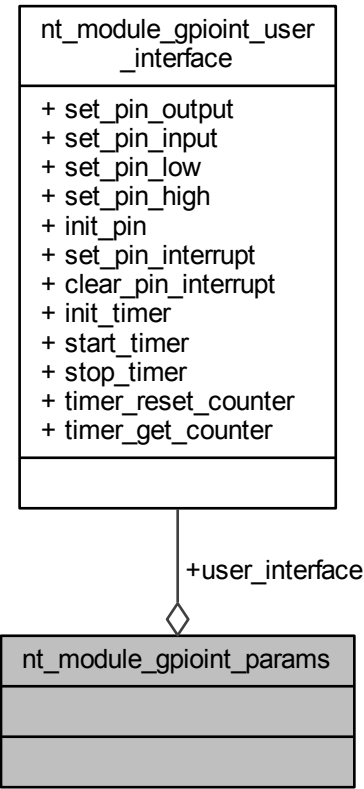 nt_module_gpioint_user
_interface
+ set_pin_output
+ set_pin_input
+ set_pin_low
+ set_pin_high
+ init_pin
+ set_pin_interrupt
+ clear_pin_interrupt
+ init_timer
+ start_timer
+ stop_timer
+ timer_reset_counter
+ timer_get_counter
+user_interface
nt_module_gpioint_params